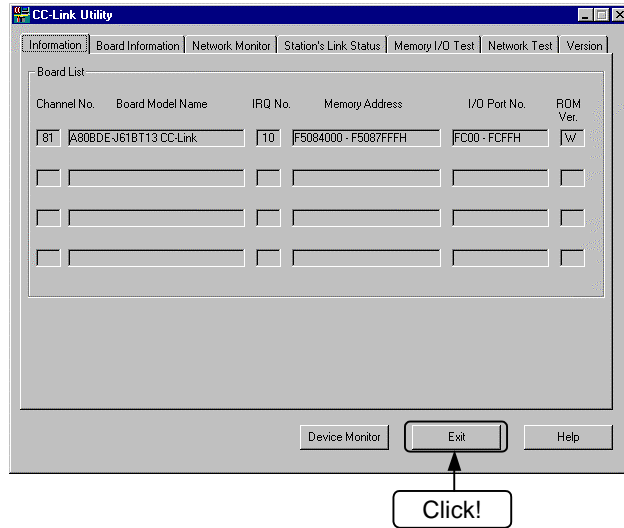 CC-Link Utility
Information Board Information Network Monitor Station's Link Status Memory I/O Test Network Test Version
Board List
Channel No. Board Model Name IRQ No. Memory Address I/O Port No. ROM Ver.
81 A80BDE-J61BT13 CC-Link 10 F5084000 - F5087FFFH FC00 - FCFFH W
Device Monitor Exit Help
Click!